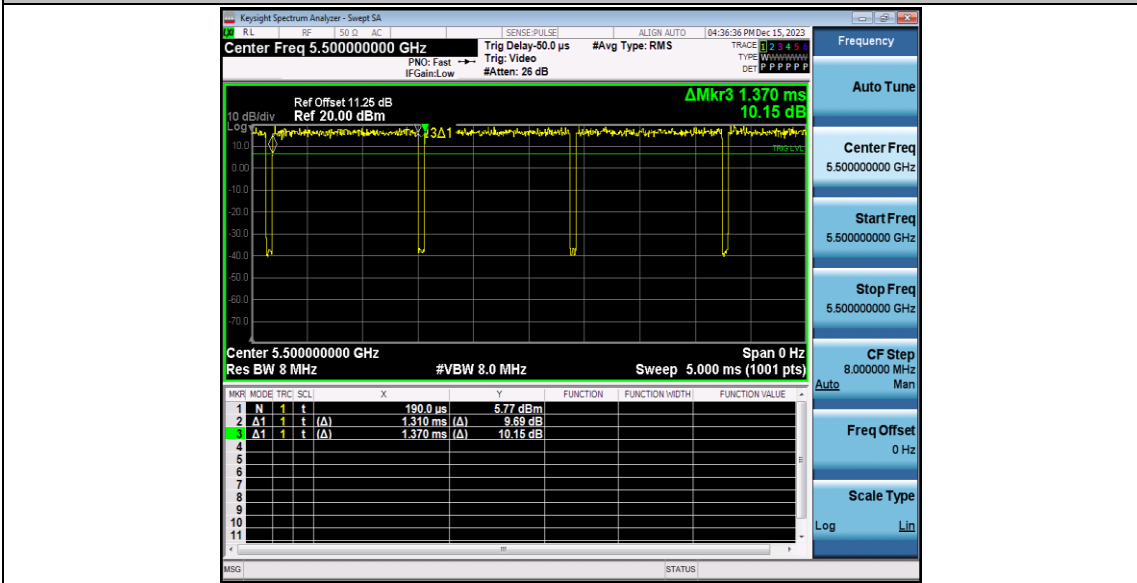 Keysight Spectrum Analyzer - Swept SA
RL RF 50 Ω AC SENSE:PULSE ALIGN AUTO 04:36:36 PM Dec 15, 2023
Center Freq 5.500000000 GHz
PNO: Fast
IFGain:Low
Trig Delay-50.0 µs
Trig: Video
#Atten: 26 dB
#Avg Type: RMS
TRACE 1 2 3 4 5 6
TYPE WWWWWW
DET P P P P P P
ΔMkr3 1.370 ms
10.15 dB
Ref Offset 11.25 dB
10 dB/div Ref 20.00 dBm
Log
3Δ1
TRIG LVL
10.0
0.00
-10.0
-20.0
-30.0
-40.0
-50.0
-60.0
-70.0
Center 5.500000000 GHz Span 0 Hz
Res BW 8 MHz #VBW 8.0 MHz Sweep 5.000 ms (1001 pts)
MKR MODE TRC SCL X Y FUNCTION FUNCTION WIDTH FUNCTION VALUE
1 N 1 t 190.0 µs 5.77 dBm
2 Δ1 1 t (Δ) 1.310 ms (Δ) 9.69 dB
3 Δ1 1 t (Δ) 1.370 ms (Δ) 10.15 dB
4
5
6
7
8
9
10
11
MSG STATUS
Frequency
Auto Tune
Center Freq
5.500000000 GHz
Start Freq
5.500000000 GHz
Stop Freq
5.500000000 GHz
CF Step
8.000000 MHz
Auto Man
Freq Offset
0 Hz
Scale Type
Log Lin